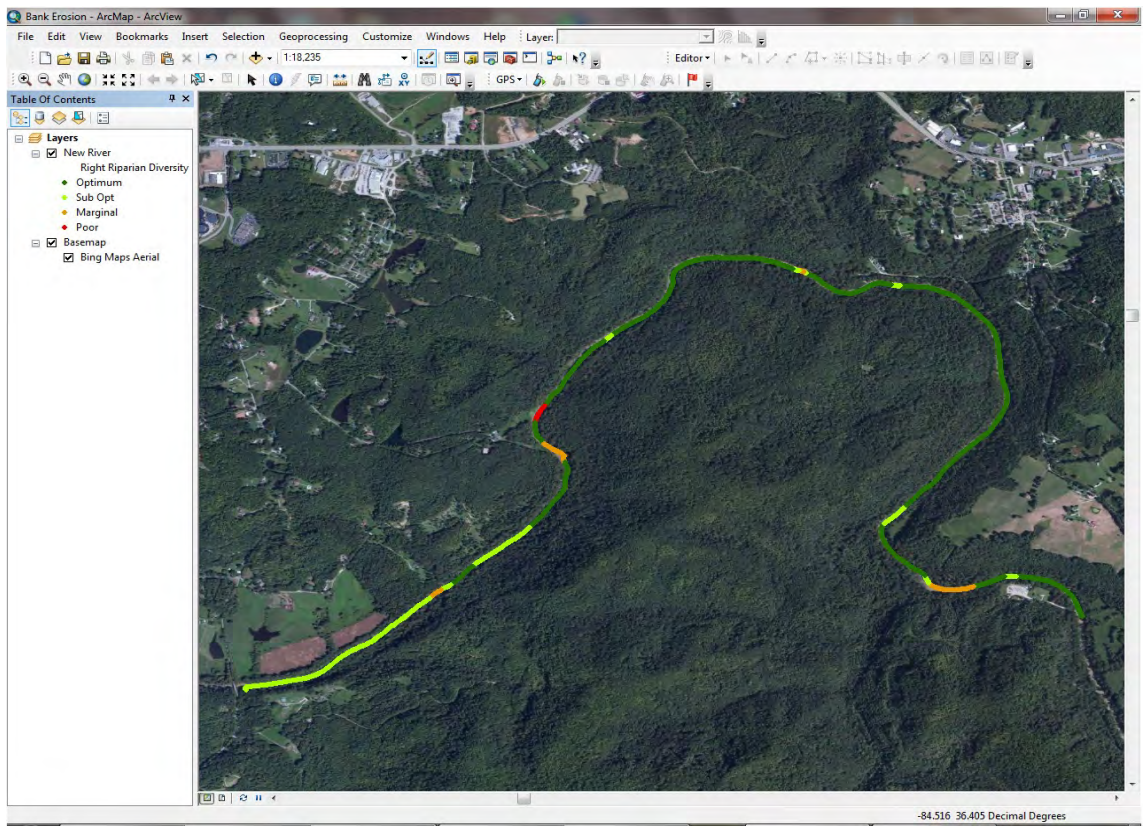 Bank Erosion - ArcMap - ArcView
File Edit View Bookmarks Insert Selection Geoprocessing Customize Windows Help Layer:
1:18,235 Editor
GPS
Table Of Contents
Layers
New River
Right Riparian Diversity
Optimum
Sub Opt
Marginal
Poor
Basemap
Bing Maps Aerial
-84.516 36.405 Decimal Degrees